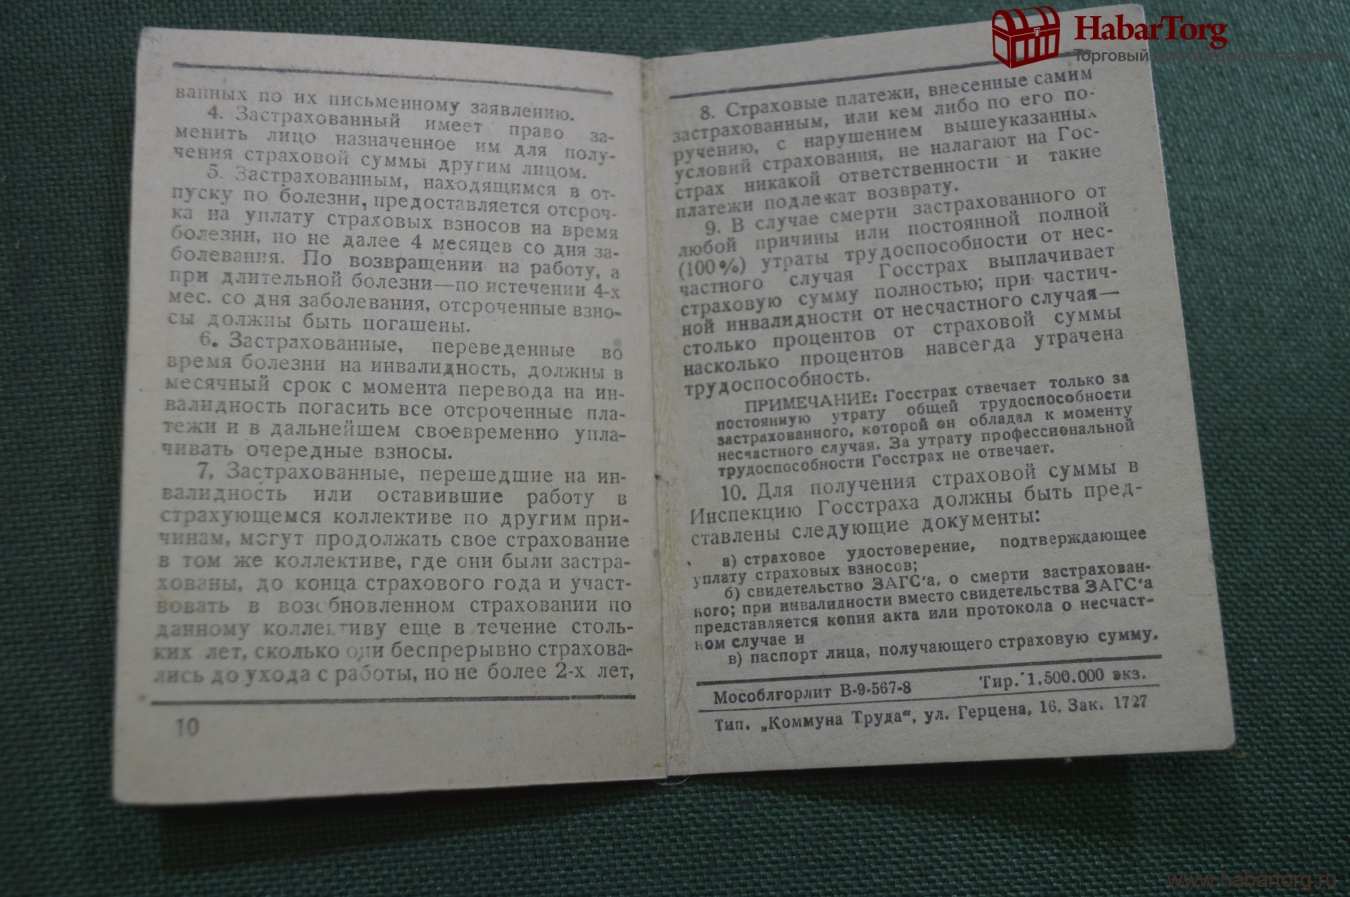 ванных по их письменному заявлению.
4. Застрахованный имеет право за-
менить лицо назначенное им для полу-
чения страховой суммы другим лицом.
5. Застрахованным, находящимся в от-
пуску по болезни, предоставляется отсроч-
ка на уплату страховых взносов на время
болезни, но не далее 4 месяцев со дня за-
болевания. По возвращении на работу, а
при длительной болезни—по истечении 4-х
мес. со дня заболевания, отсроченные взно-
сы должны быть погашены.
6. Застрахованные, переведенные во
время болезни на инвалидность, должны в
месячный срок с момента перевода на ин-
валидность погасить все отсроченные пла-
тежи и в дальнейшем своевременно упла-
чивать очередные взносы.
7, Застрахованные, перешедшие на ин-
валидность или оставившие работу в
страхующемся коллективе по другим при-
чинам, могут продолжать свое страхование
в том же коллективе, где они были застра-
хованы, до конца страхового года и участ-
вовать в возобновленном страховании по
данному коллективу еще в течение столь-
ких лет, сколько они беспрерывно страхова-
лись до ухода с работы, но не более 2-х лет,
10
8. Страховые платежи, внесенные самим
застрахованным, или кем либо по его по-
ручению, с нарушением вышеуказанных
условий страхования, не налагают на Гос-
страх никакой ответственности и такие
платежи подлежат возврату.
9. В случае смерти застрахованного от
любой причины или постоянной полной
(100%) утраты трудоспособности от нес-
частного случая Госстрах выплачивает
страховую сумму полностью; при частич-
ной инвалидности от несчастного случая—
столько процентов от страховой суммы
насколько процентов навсегда утрачена
трудоспособность.
ПРИМЕЧАНИЕ: Госстрах отвечает только за
постоянную утрату общей трудоспособности
застрахованного, которой он обладал к моменту
несчастного случая. За утрату профессиональной
трудоспособности Госстрах не отвечает.
10. Для получения страховой суммы в
Инспекцию Госстраха должны быть пред-
ставлены следующие документы:
а) страховое удостоверение, подтверждающее
уплату страховых взносов;
б) свидетельство ЗАГС'а, о смерти застрахован-
ного; при инвалидности вместо свидетельства ЗАГС'а
представляется копия акта или протокола о несчаст-
ном случае и
в) паспорт лица, получающего страховую сумму.
Мособлгорлит В-9-567-8 Тир. 1.500.000 экз.
Тип. „Коммуна Труда“, ул. Герцена, 16. Зак. 1727
HabarTorg
Торговый
www.habartorg.ru